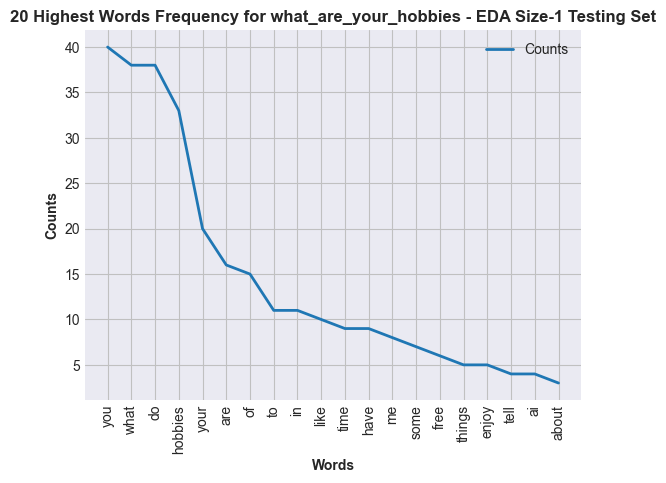 20 Highest Words Frequency for what_are_your_hobbies - EDA Size-1 Testing Set
Counts
40
35
30
25
20
15
10
5
Counts
you
what
do
hobbies
your
are
of
to
in
like
time
have
me
some
free
things
enjoy
tell
ai
about
Words